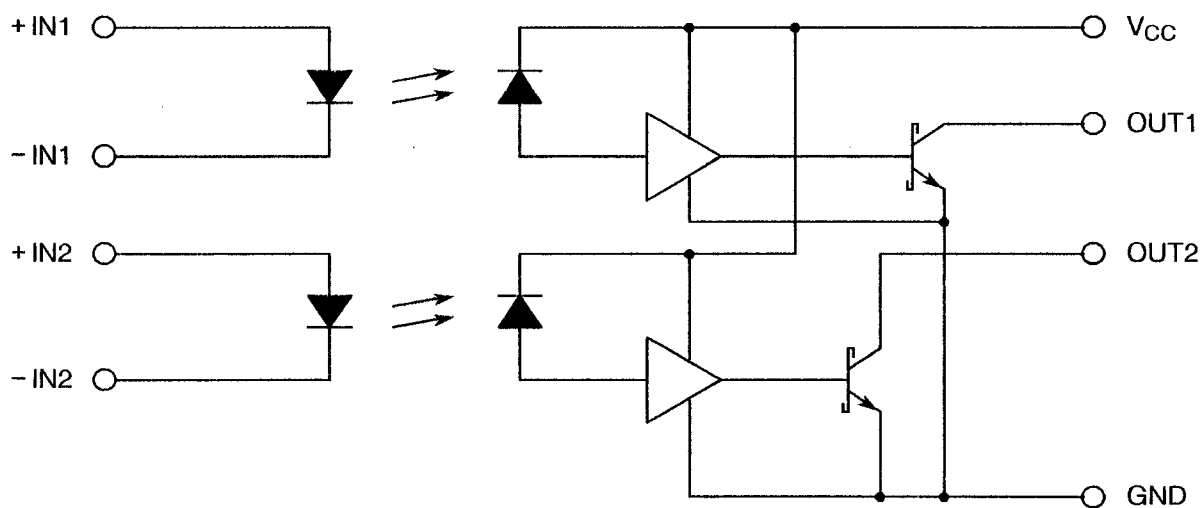 +IN1
-IN1
+IN2
-IN2
VCC
OUT1
OUT2
GND